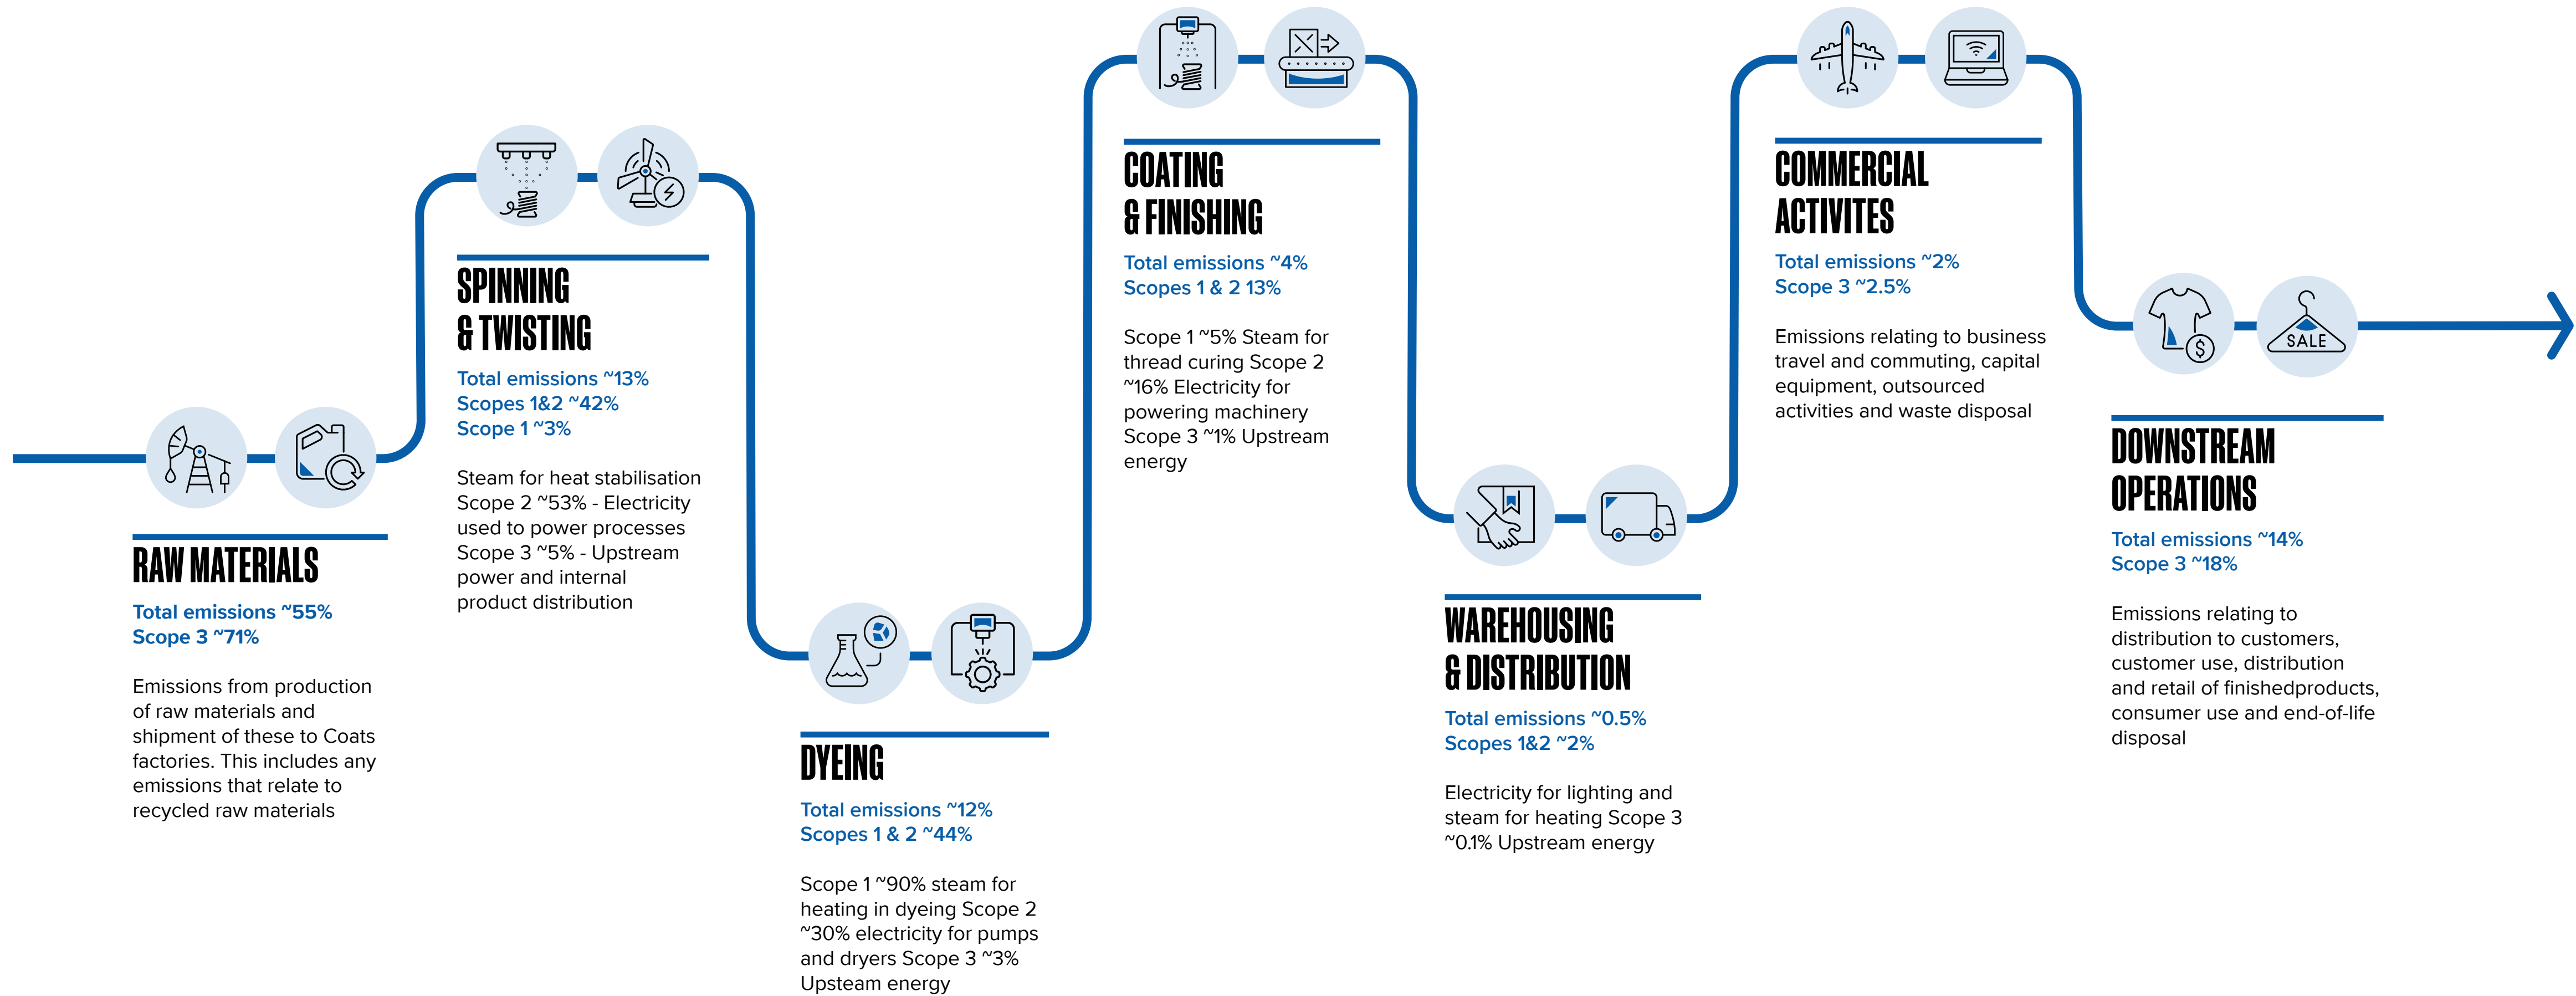 RAW MATERIALS
Total emissions ~55%
Scope 3 ~71%
Emissions from production
of raw materials and
shipment of these to Coats
factories. This includes any
emissions that relate to
recycled raw materials
SPINNING
& TWISTING
Total emissions ~13%
Scopes 1&2 ~42%
Scope 1 ~3%
Steam for heat stabilisation
Scope 2 ~53% - Electricity
used to power processes
Scope 3 ~5% - Upstream
power and internal
product distribution
DYEING
Total emissions ~12%
Scopes 1 & 2 ~44%
Scope 1 ~90% steam for
heating in dyeing Scope 2
~30% electricity for pumps
and dryers Scope 3 ~3%
Upsteam energy
COATING
& FINISHING
Total emissions ~4%
Scopes 1 & 2 13%
Scope 1 ~5% Steam for
thread curing Scope 2
~16% Electricity for
powering machinery
Scope 3 ~1% Upstream
energy
WAREHOUSING
& DISTRIBUTION
Total emissions ~0.5%
Scopes 1&2 ~2%
Electricity for lighting and
steam for heating Scope 3
~0.1% Upstream energy
COMMERCIAL
ACTIVITES
Total emissions ~2%
Scope 3 ~2.5%
Emissions relating to business
travel and commuting, capital
equipment, outsourced
activities and waste disposal
$
SALE
DOWNSTREAM
OPERATIONS
Total emissions ~14%
Scope 3 ~18%
Emissions relating to
distribution to customers,
customer use, distribution
and retail of finishedproducts,
consumer use and end-of-life
disposal